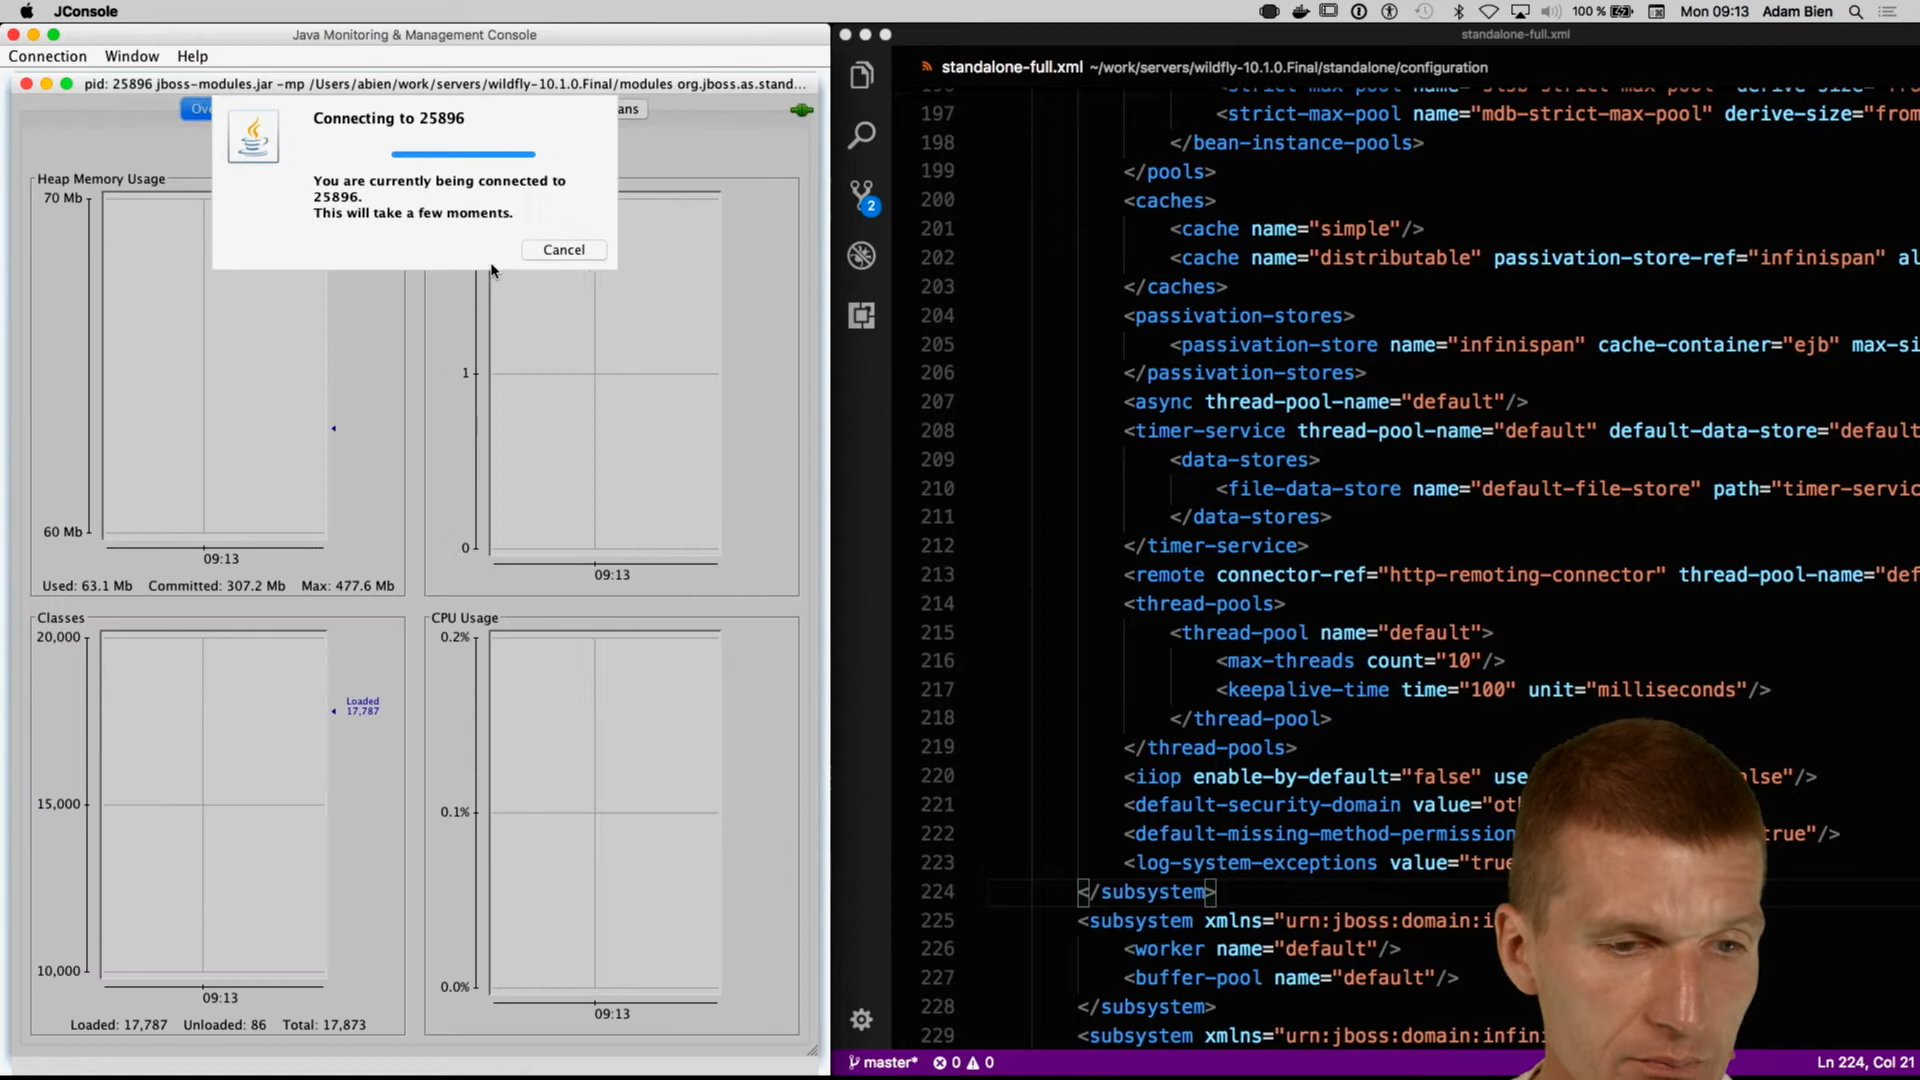 JConsole
100 %
Mon 09:13
Adam Bien
Java Monitoring & Management Console
Connection
Window
Help
pid: 25896 jboss-modules.jar -mp /Users/abien/work/servers/wildfly-10.1.0.Final/modules org.jboss.as.stand...
Connecting to 25896
You are currently being connected to
25896.
This will take a few moments.
Cancel
Heap Memory Usage
70 Mb
60 Mb
09:13
Used: 63.1 Mb Committed: 307.2 Mb Max: 477.6 Mb
1
0
09:13
Classes
20,000
15,000
10,000
Loaded
17,787
09:13
Loaded: 17,787 Unloaded: 86 Total: 17,873
CPU Usage
0.2%
0.1%
0.0%
09:13
standalone-full.xml
standalone-full.xml ~/work/servers/wildfly-10.1.0.Final/standalone/configuration
2
197 <strict-max-pool name="mdb-strict-max-pool" derive-size="from
198 </bean-instance-pools>
199 </pools>
200 <caches>
201 <cache name="simple"/>
202 <cache name="distributable" passivation-store-ref="infinispan" al
203 </caches>
204 <passivation-stores>
205 <passivation-store name="infinispan" cache-container="ejb" max-si
206 </passivation-stores>
207 <async thread-pool-name="default"/>
208 <timer-service thread-pool-name="default" default-data-store="default
209 <data-stores>
210 <file-data-store name="default-file-store" path="timer-servic
211 </data-stores>
212 </timer-service>
213 <remote connector-ref="http-remoting-connector" thread-pool-name="def
214 <thread-pools>
215 <thread-pool name="default">
216 <max-threads count="10"/>
217 <keepalive-time time="100" unit="milliseconds"/>
218 </thread-pool>
219 </thread-pools>
220 <iiop enable-by-default="false" use alse"/>
221 <default-security-domain value="ot
222 <default-missing-method-permission true"/>
223 <log-system-exceptions value="true
224 </subsystem>
225 <subsystem xmlns="urn:jboss:domain:i
226 <worker name="default"/>
227 <buffer-pool name="default"/>
228 </subsystem>
229 <subsystem xmlns="urn:jboss:domain:infini
master* 0 0
Ln 224, Col 21